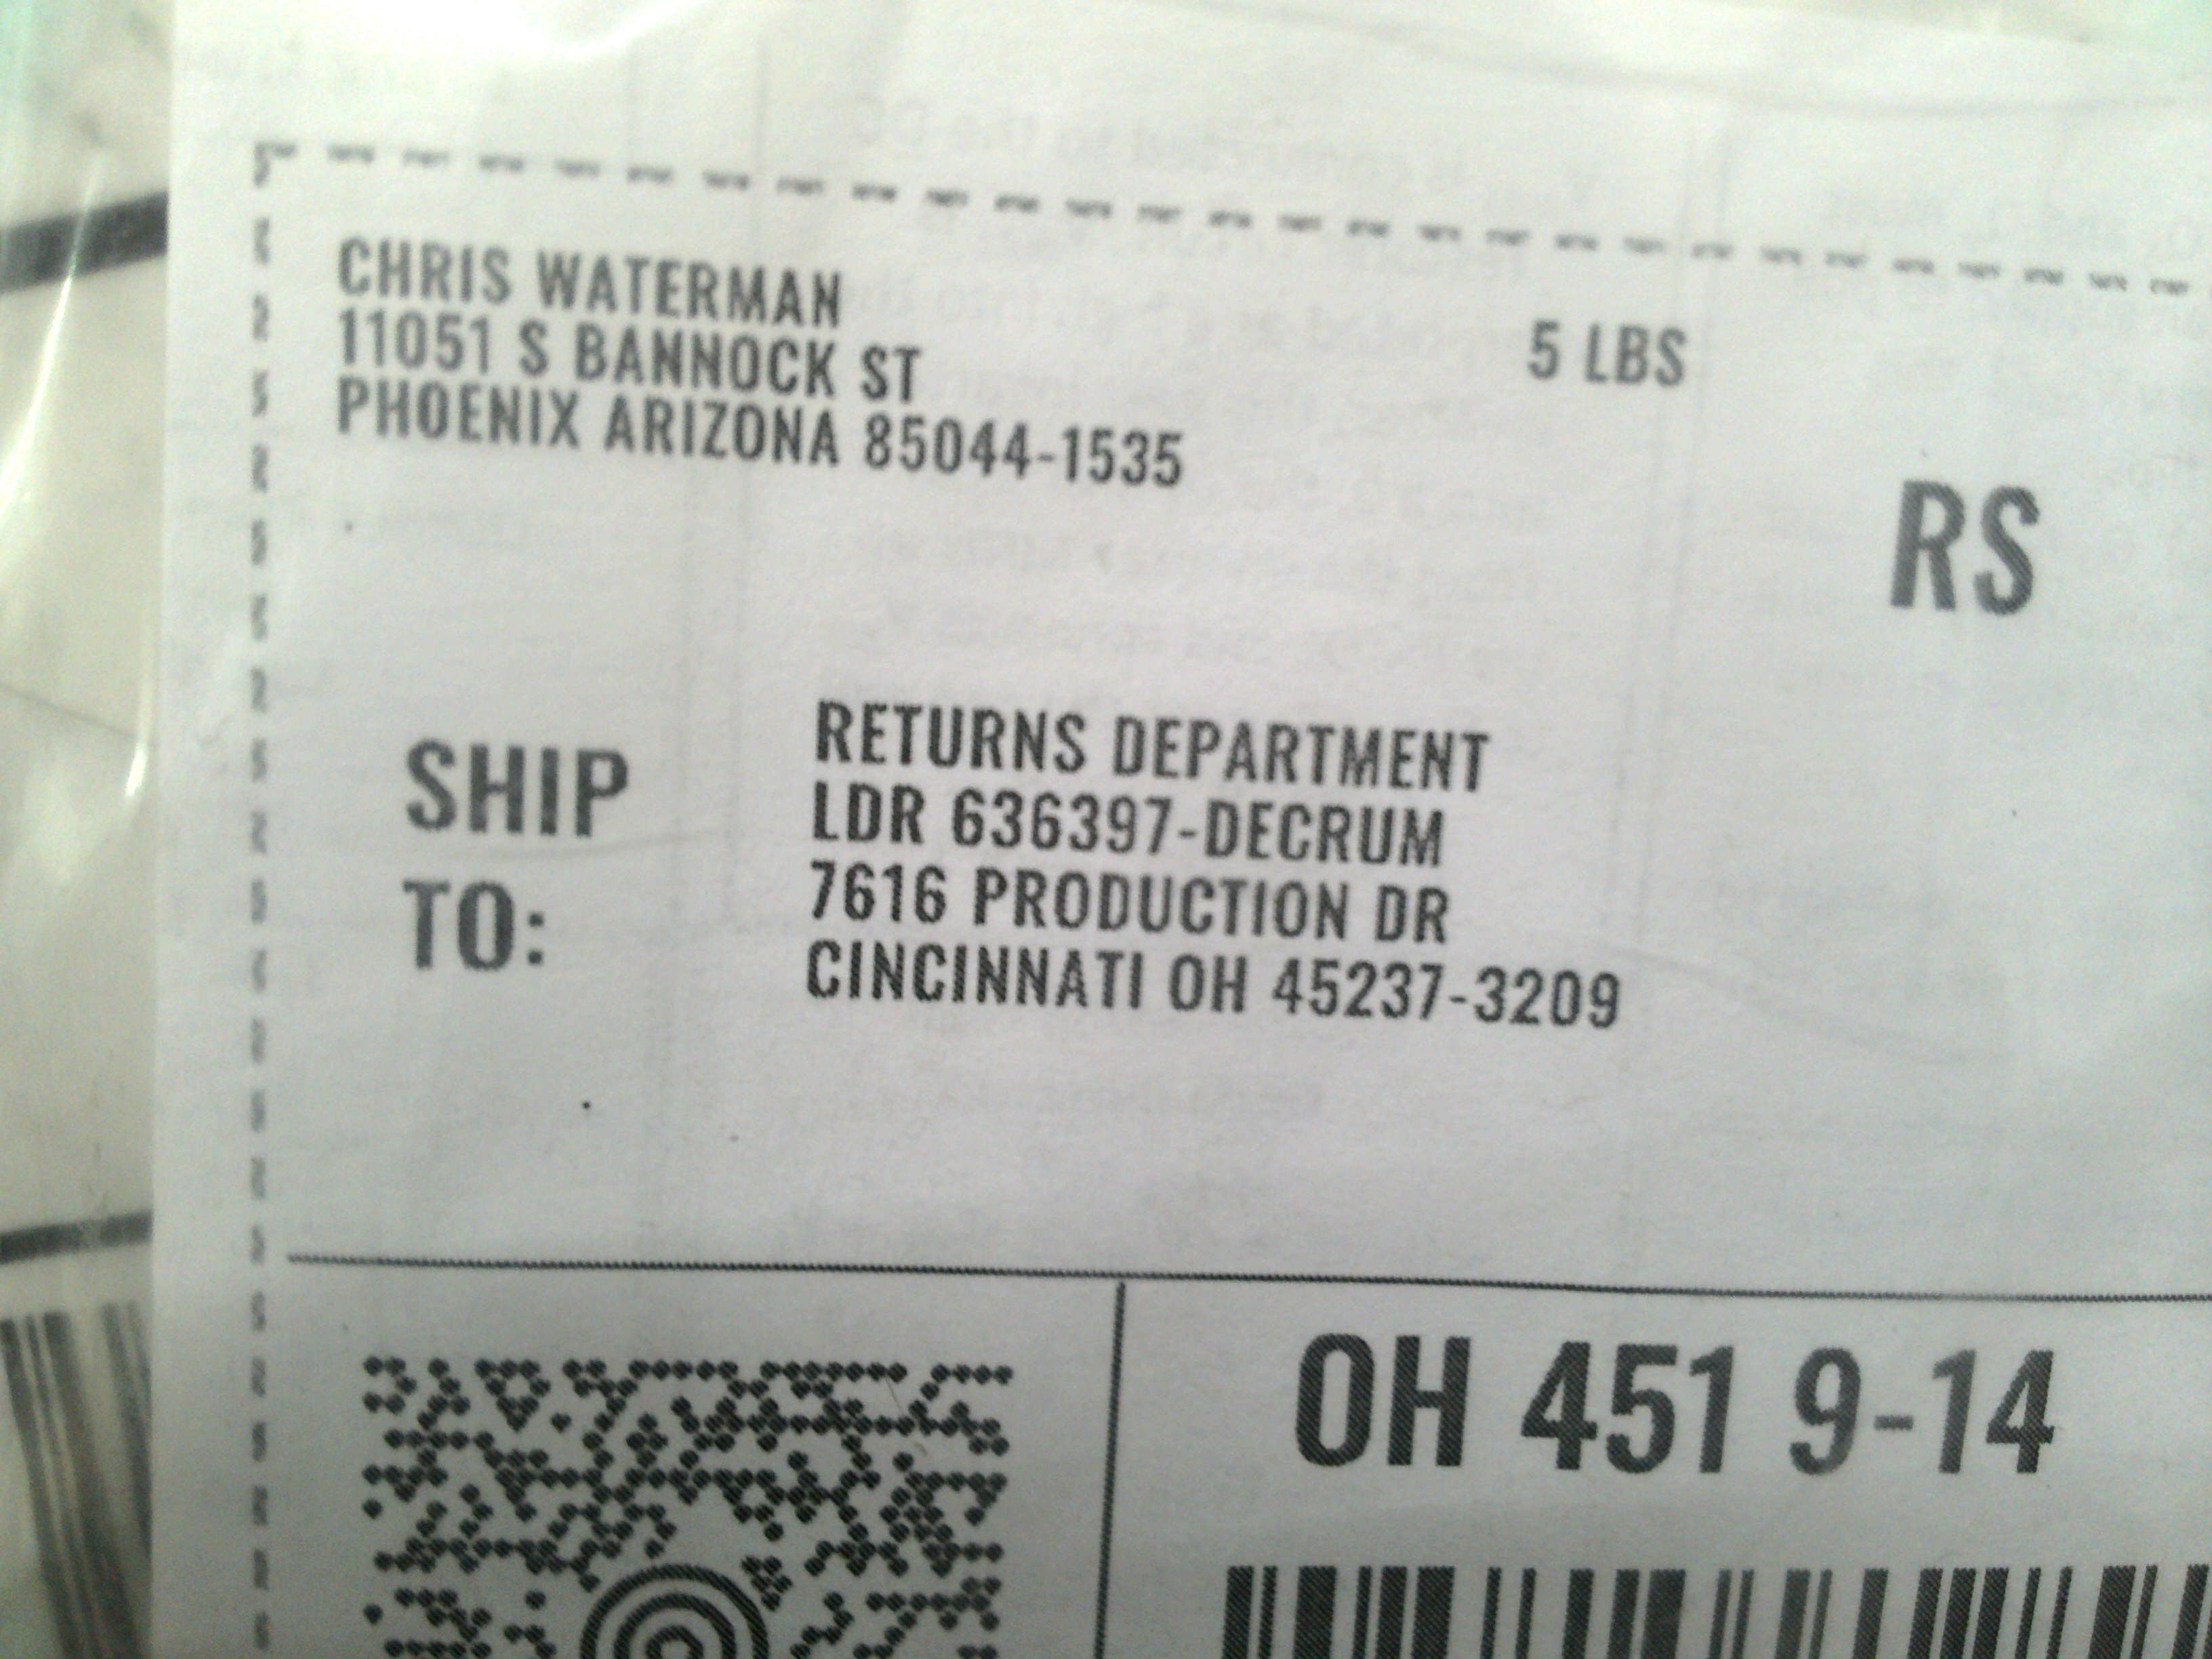 CHRIS WATERMAN
11051 S BANNOCK ST
PHOENIX ARIZONA 85044-1535
5 LBS
RS
SHIP
TO:
RETURNS DEPARTMENT
LDR 636397-DECRUM
7616 PRODUCTION DR
CINCINNATI OH 45237-3209
OH 451 9-14